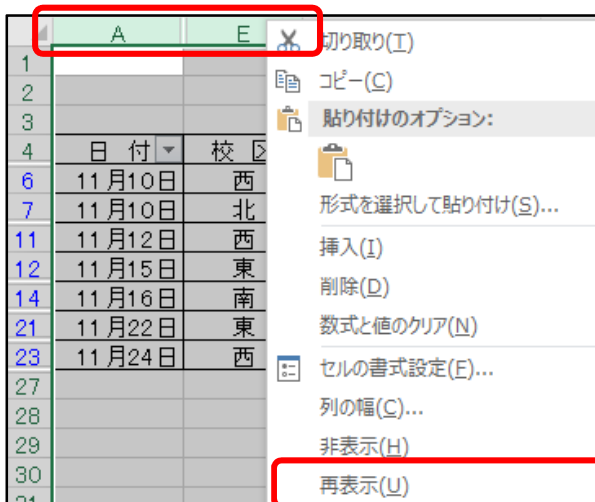 A E
切り取り(T)
1
コピー(C)
2
貼り付けのオプション:
3
4 日 付 校 区
6 11月10日 西
7 11月10日 北
形式を選択して貼り付け(S)...
11 11月12日 西
挿入(I)
12 11月15日 東
削除(D)
14 11月16日 南
数式と値のクリア(N)
21 11月22日 東
23 11月24日 西
セルの書式設定(F)...
27
列の幅(C)...
28
非表示(H)
29
再表示(U)
30
31